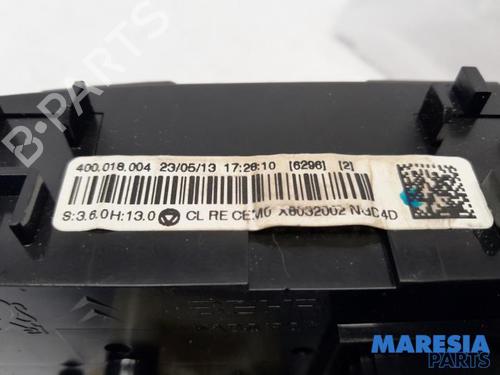 B-PARTS
400.018.004 23/05/13 17:26:10 [6296] [2]
S:3.6.0H:13.0 CL RE CEM0 X8032002
MARESIA
PARTS